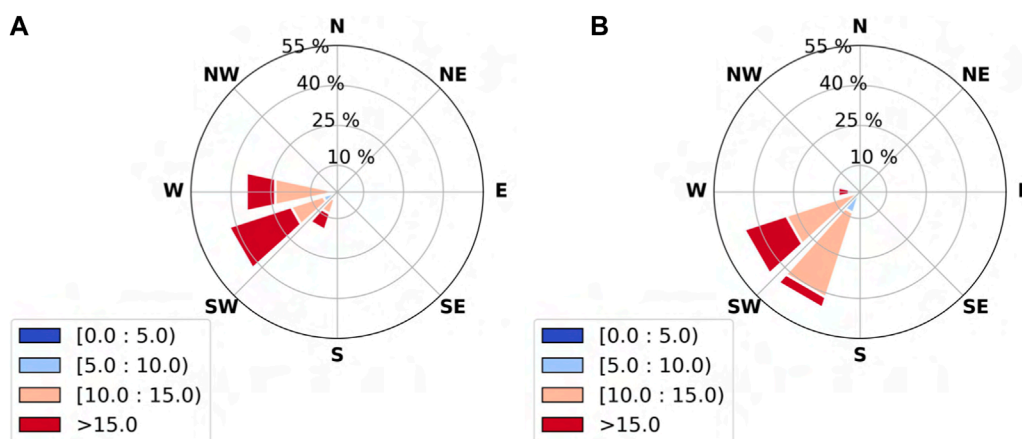 A
N
55 %
NW
NE
40 %
25 %
10 %
W
E
SW
SE
S
[0.0 : 5.0)
[5.0 : 10.0)
[10.0 : 15.0)
>15.0
B
N
55 %
NW
NE
40 %
25 %
10 %
W
SW
SE
S
[0.0 : 5.0)
[5.0 : 10.0)
[10.0 : 15.0)
>15.0